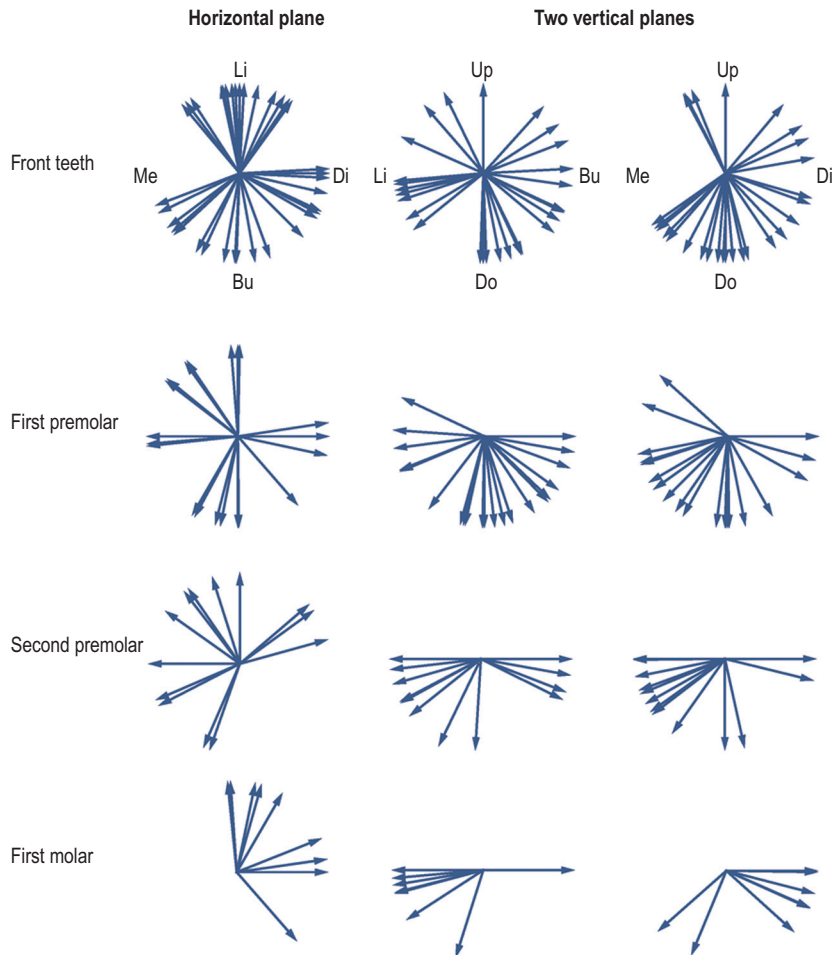 Horizontal plane Two vertical planes
Li Up Up
Front teeth Me Di Li Bu Me Di
Bu Do Do
First premolar
Second premolar
First molar